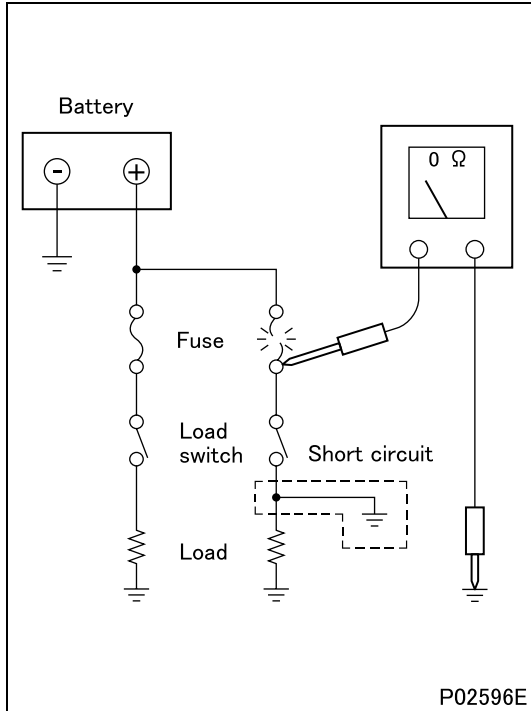 Battery
-
+
0 Ω
Fuse
Load
switch
Short circuit
Load
P02596E